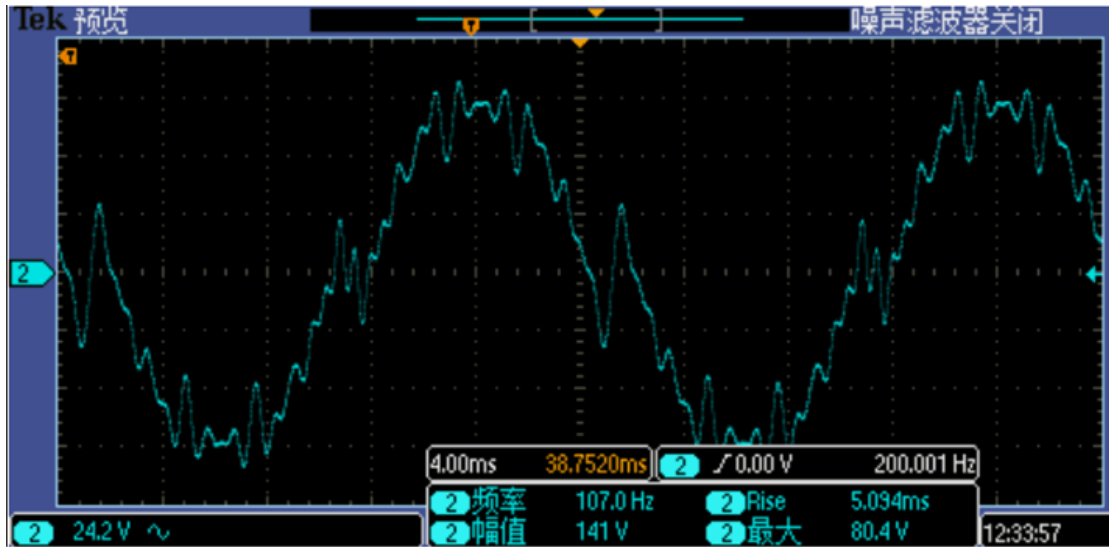 Tek 预览 噪声滤波器关闭
T
T
2
4.00ms 38.7520ms 2 0.00 V 200.001 Hz
2 频率 107.0 Hz 2 Rise 5.094ms
2 幅值 141 V 2 最大 80.4 V
2 24.2 V 12:33:57